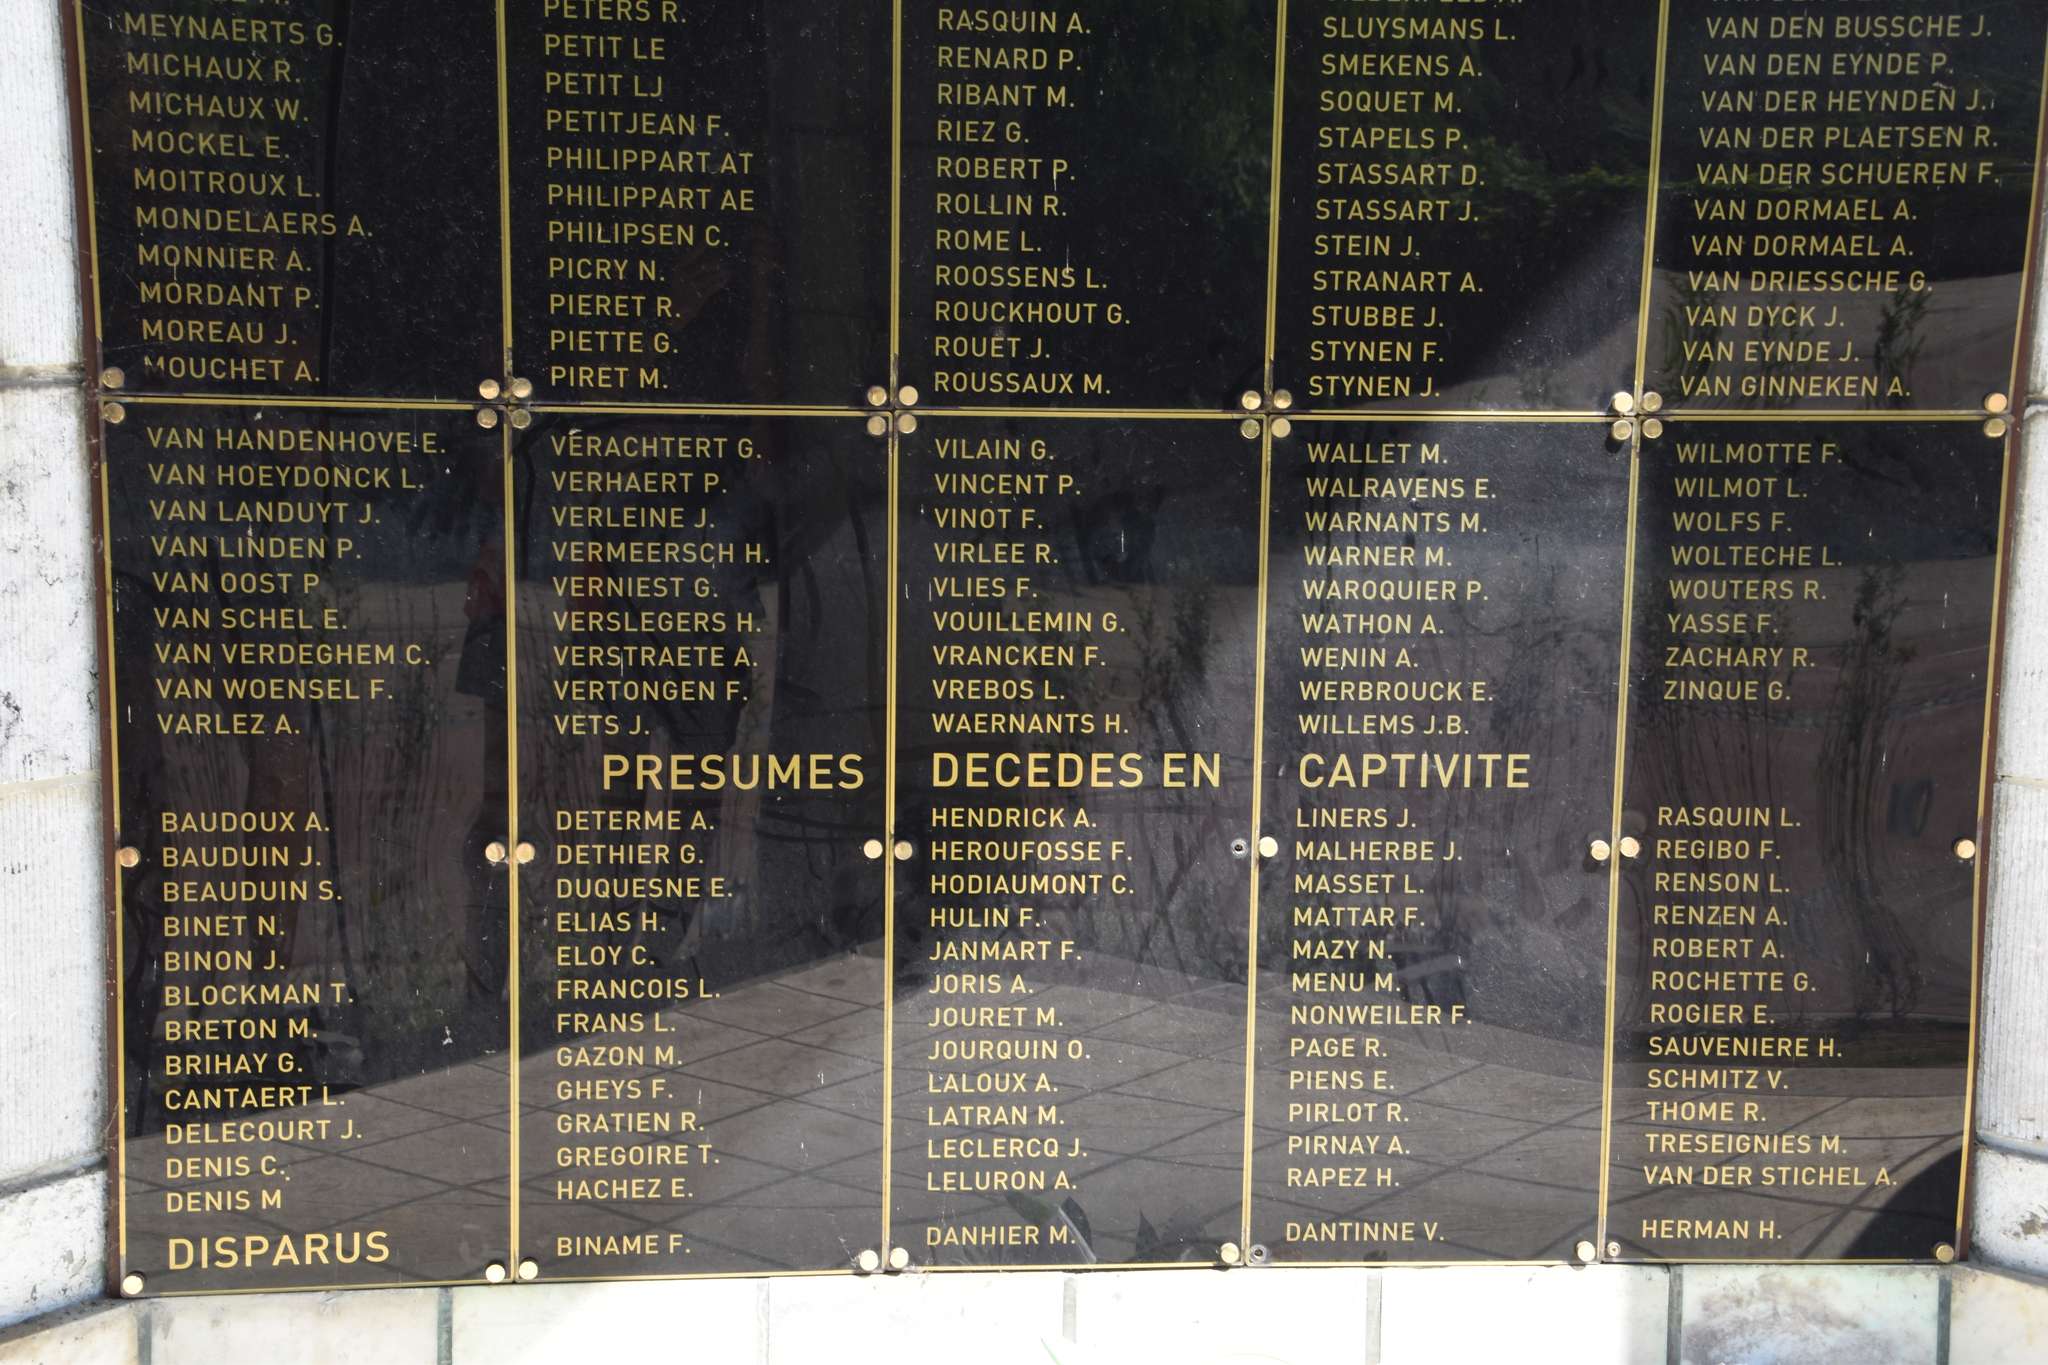 MEYNAERTS G.
MICHAUX R.
MICHAUX W.
MOCKEL E.
MOITROUX L.
MONDELAERS A.
MONNIER A.
MORDANT P.
MOREAU J.
MOUCHET A.
PETERS R.
PETIT LE
PETIT LJ
PETITJEAN F.
PHILIPPART AT
PHILIPPART AE
PHILIPSEN C.
PICRY N.
PIERET R.
PIETTE G.
PIRET M.
RASQUIN A.
RENARD P.
RIBANT M.
RIEZ G.
ROBERT P.
ROLLIN R.
ROME L.
ROOSSENS L.
ROUCKHOUT G.
ROUET J.
ROUSSAUX M.
SLUYSMANS L.
SMEKENS A.
SOQUET M.
STAPELS P.
STASSART D.
STASSART J.
STEIN J.
STRANART A.
STUBBE J.
STYNEN F.
STYNEN J.
VAN DEN BUSSCHE J.
VAN DEN EYNDE P.
VAN DER HEYNDEN J.
VAN DER PLAETSEN R.
VAN DER SCHUEREN F.
VAN DORMAEL A.
VAN DORMAEL A.
VAN DRIESSCHE G.
VAN DYCK J.
VAN EYNDE J.
VAN GINNEKEN A.
VAN HANDENHOVE E.
VAN HOEYDONCK L.
VAN LANDUYT J.
VAN LINDEN P.
VAN OOST P
VAN SCHEL E.
VAN VERDEGHEM C.
VAN WOENSEL F.
VARLEZ A.
VERACHTERT G.
VERHAERT P.
VERLEINE J.
VERMEERSCH H.
VERNIEST G.
VERSLEGERS H.
VERSTRAETE A.
VERTONGEN F.
VETS J.
VILAIN G.
VINCENT P.
VINOT F.
VIRLEE R.
VLIES F.
VOUILLEMIN G.
VRANCKEN F.
VREBOS L.
WAERNANTS H.
WALLET M.
WALRAVENS E.
WARNANTS M.
WARNER M.
WAROQUIER P.
WATHON A.
WENIN A.
WERBROUCK E.
WILLEMS J.B.
WILMOTTE F.
WILMOT L.
WOLFS F.
WOLTECHE L.
WOUTERS R.
YASSE F.
ZACHARY R.
ZINQUE G.
PRESUMES DECEDES EN CAPTIVITE
BAUDOUX A.
BAUDUIN J.
BEAUDUIN S.
BINET N.
BINON J.
BLOCKMAN T.
BRETON M.
BRIHAY G.
CANTAERT L.
DELECOURT J.
DENIS C.
DENIS M
DETERME A.
DETHIER G.
DUQUESNE E.
ELIAS H.
ELOY C.
FRANCOIS L.
FRANS L.
GAZON M.
GHEYS F.
GRATIEN R.
GREGOIRE T.
HACHEZ E.
HENDRICK A.
HEROUFOSSE F.
HODIAUMONT C.
HULIN F.
JANMART F.
JORIS A.
JOURET M.
JOURQUIN O.
LALOUX A.
LATRAN M.
LECLERCQ J.
LELURON A.
LINERS J.
MALHERBE J.
MASSET L.
MATTAR F.
MAZY N.
MENU M.
NONWEILER F.
PAGE R.
PIENS E.
PIRLOT R.
PIRNAY A.
RAPEZ H.
RASQUIN L.
REGIBO F.
RENSON L.
RENZEN A.
ROBERT A.
ROCHETTE G.
ROGIER E.
SAUVENIERE H.
SCHMITZ V.
THOME R.
TRESEIGNIES M.
VAN DER STICHEL A.
DISPARUS
BINAME F.
DANHIER M.
DANTINNE V.
HERMAN H.